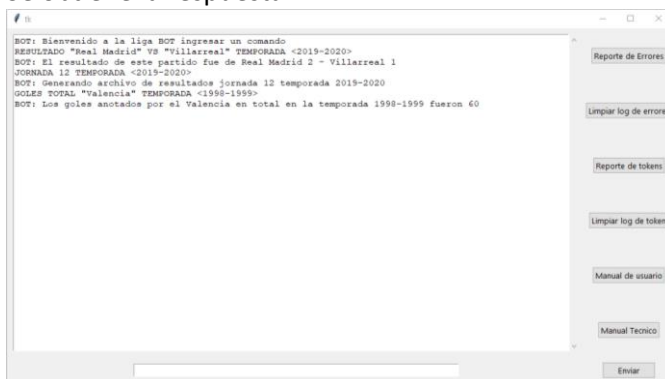 tk
BOT: Bienvenido a la liga BOT ingresar un comando
RESULTADO "Real Madrid" VS "Villarreal" TEMPORADA <2019-2020>
BOT: El resultado de este partido fue de Real Madrid 2 - Villarreal 1
JORNADA 12 TEMPORADA <2019-2020>
BOT: Generando archivo de resultados jornada 12 temporada 2019-2020
GOLES TOTAL "Valencia" TEMPORADA <1998-1999>
BOT: Los goles anotados por el Valencia en total en la temporada 1998-1999 fueron 60
Reporte de Errores
Limpiar log de errore
Reporte de tokens
Limpiar log de token
Manual de usuario
Manual Tecnico
Enviar